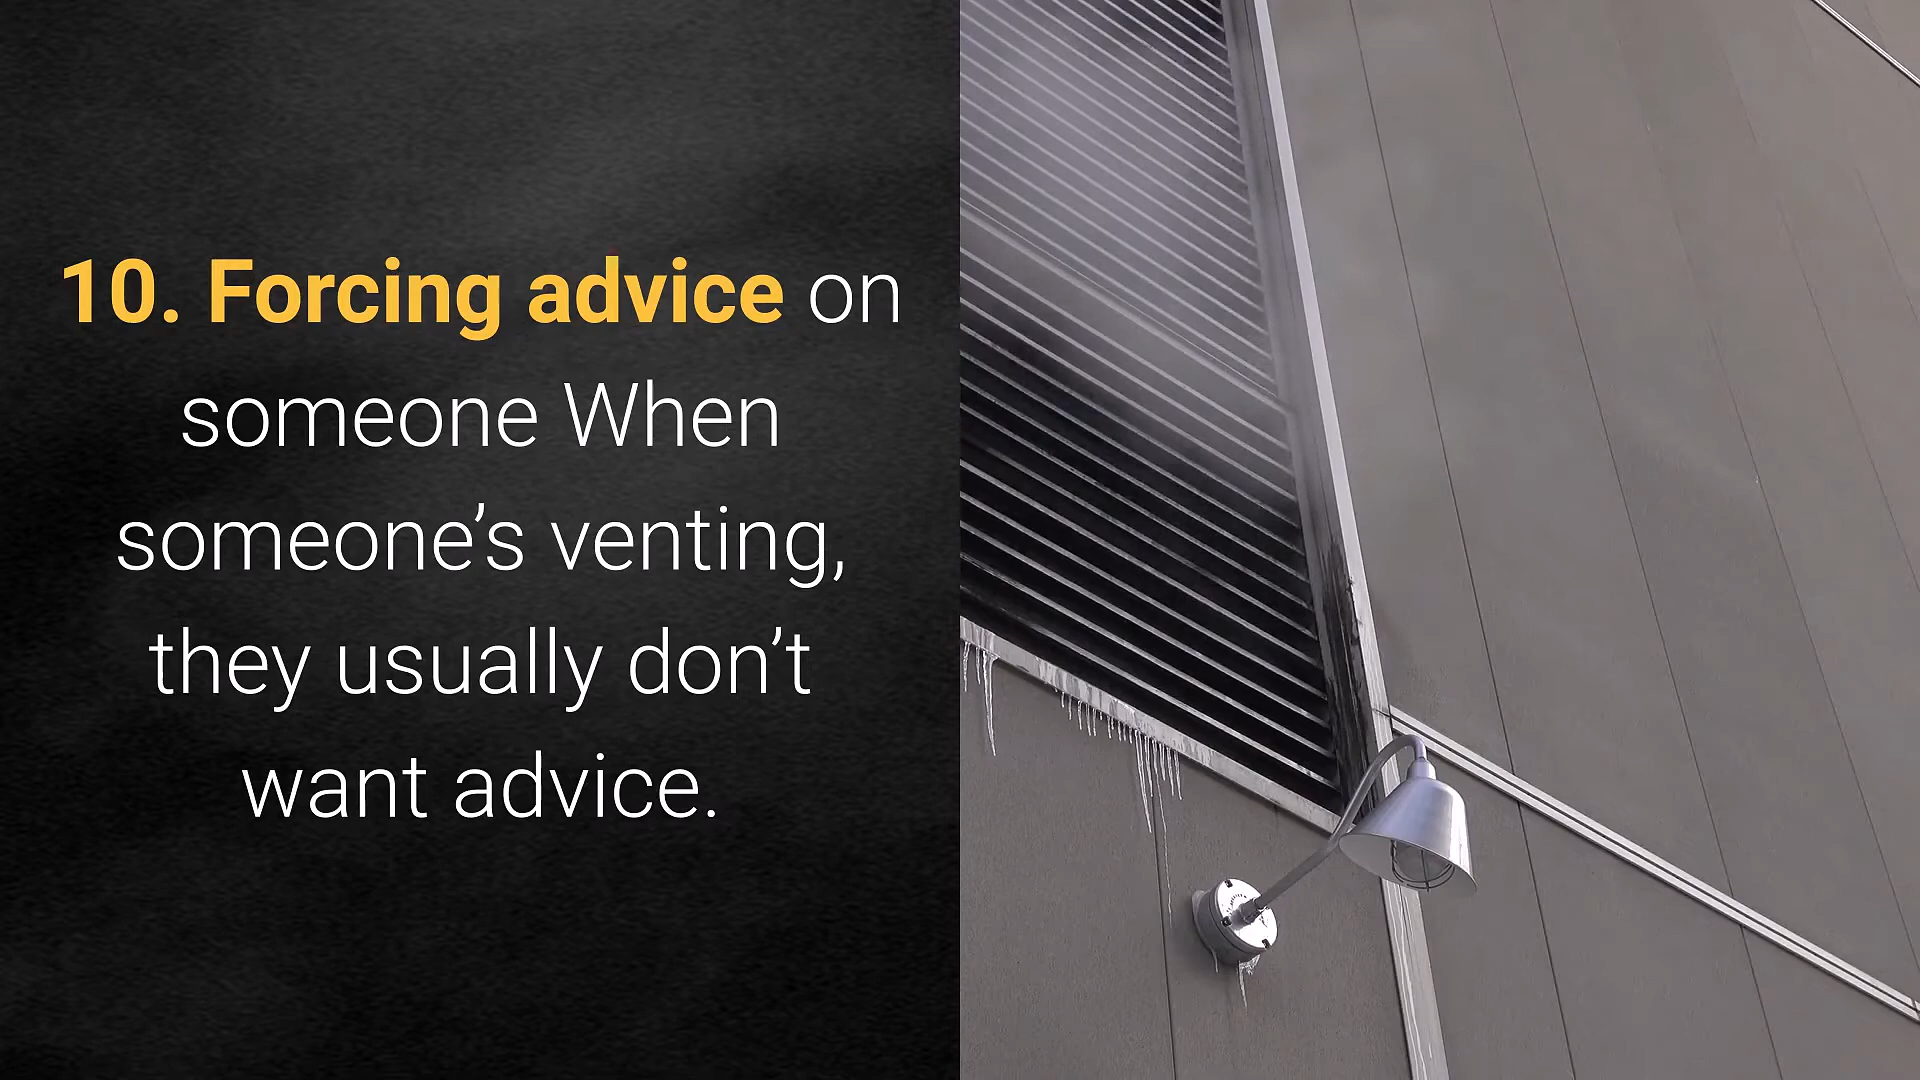 10. Forcing advice on
someone When
someone’s venting,
they usually don’t
want advice.